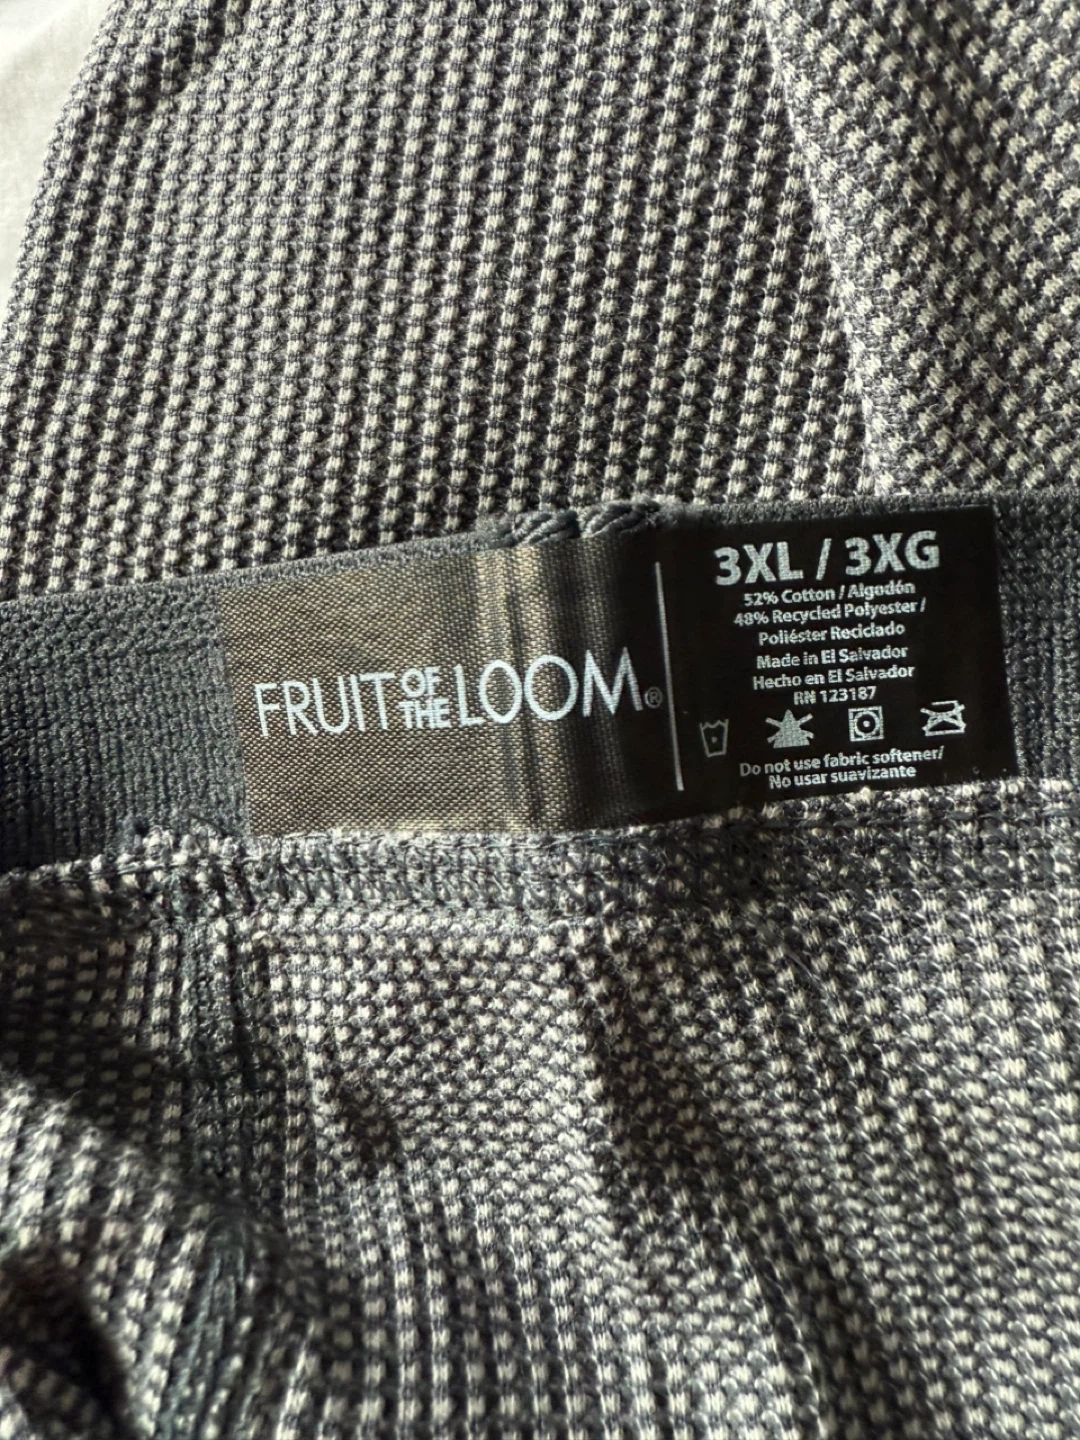 FRUIT OF THE LOOM®
3XL / 3XG
52% Cotton / Algodón
48% Recycled Polyester /
Poliéster Reciclado
Made in El Salvador
Hecho en El Salvador
RN 123187
Do not use fabric softener/
No usar suavizante